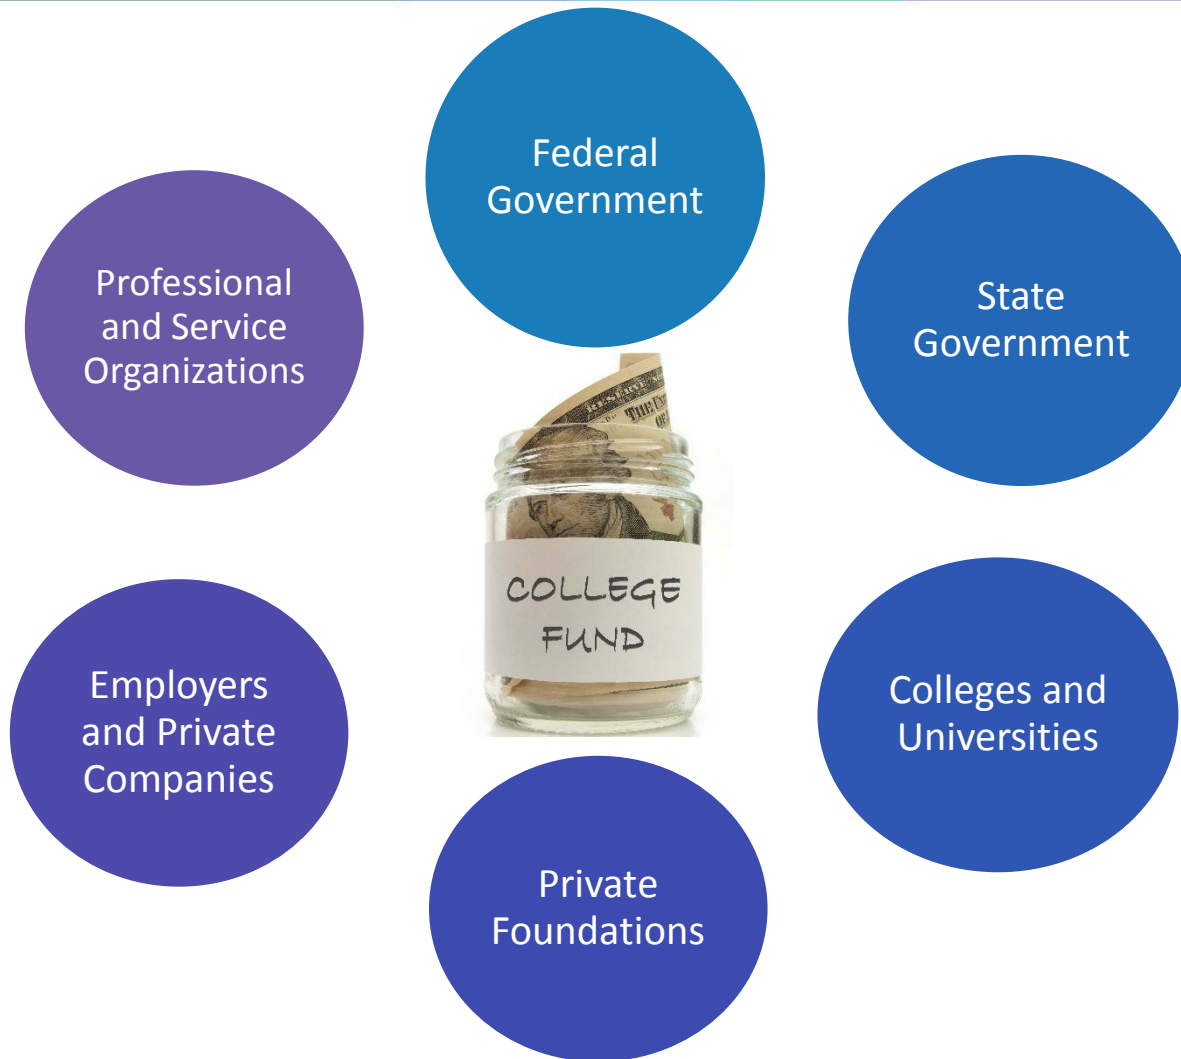 Federal
Government
State
Government
Colleges and
Universities
Private
Foundations
Employers
and Private
Companies
Professional
and Service
Organizations
COLLEGE
FUND